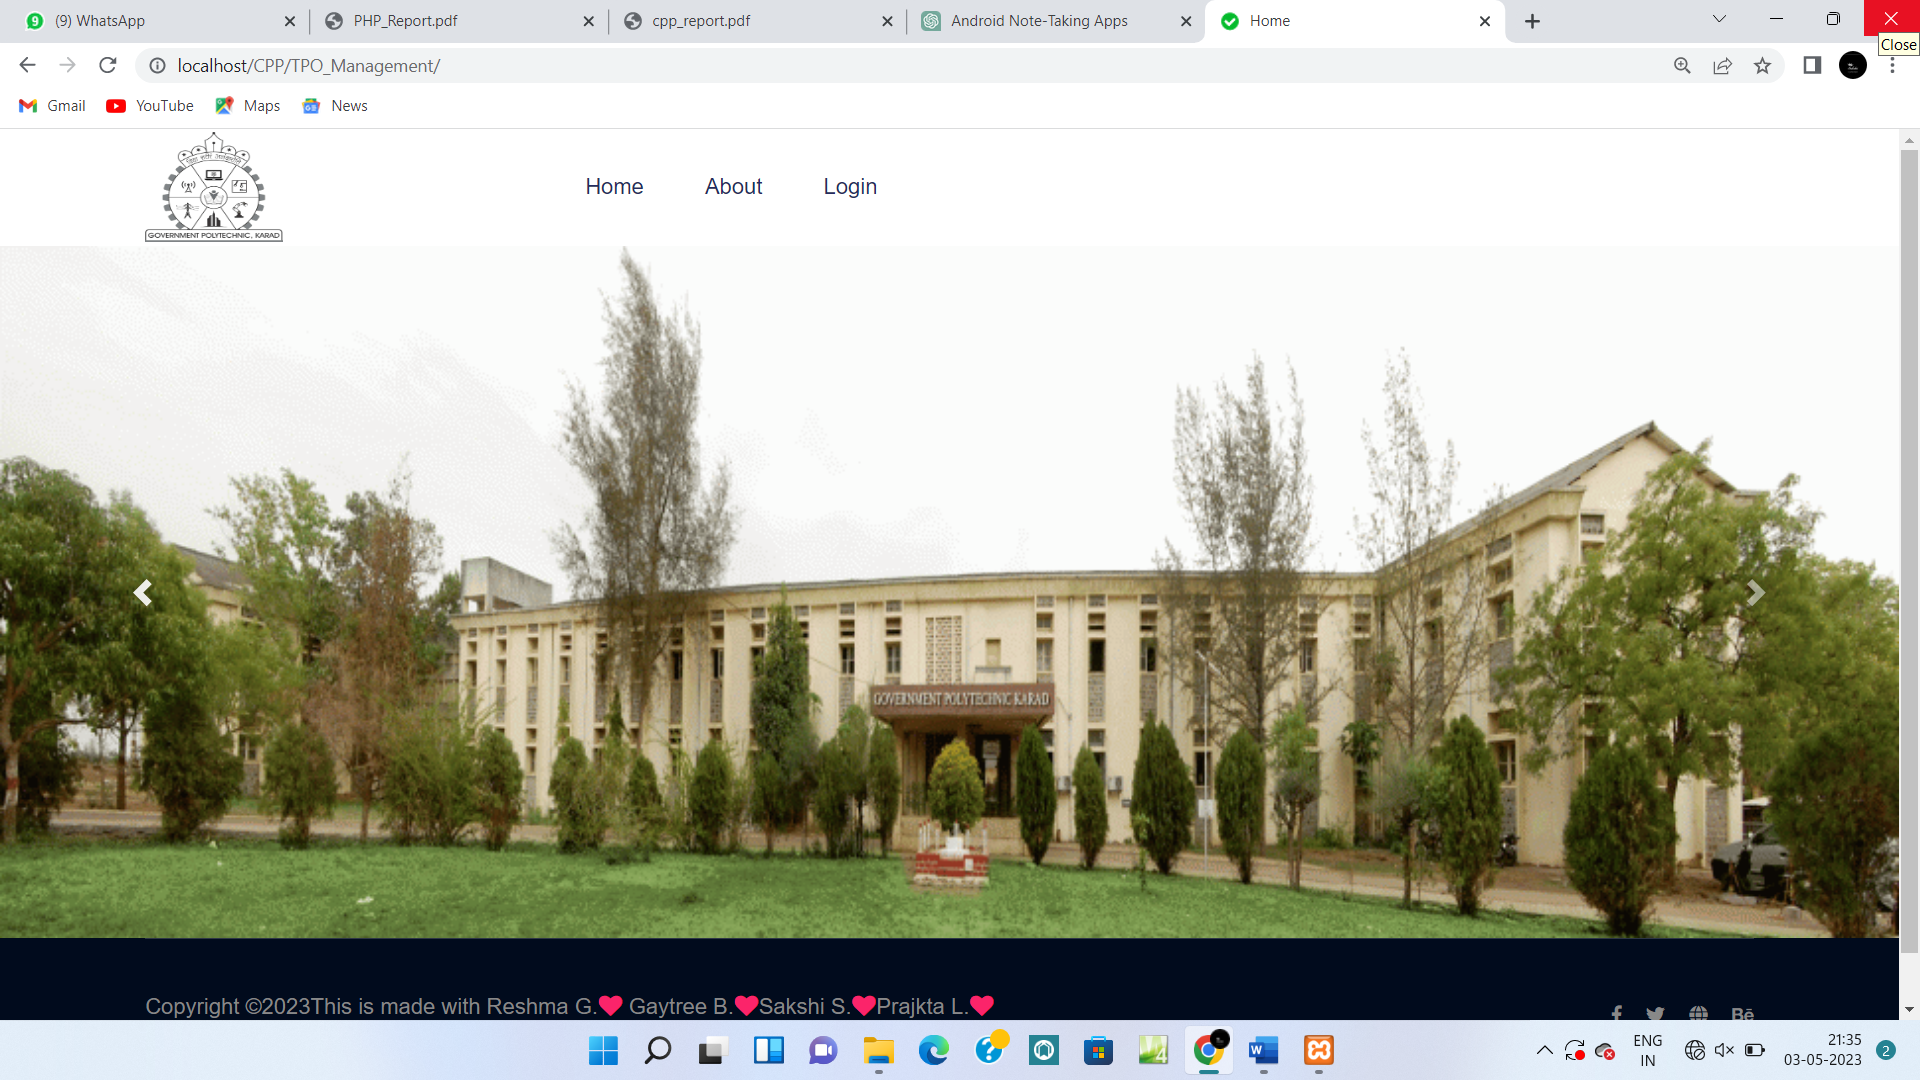 (9) WhatsApp
PHP_Report.pdf
cpp_report.pdf
Android Note-Taking Apps
Home
Close
localhost/CPP/TPO_Management/
Gmail
YouTube
Maps
News
GOVERNMENT POLYTECHNIC, KARAD
Home
About
Login
GOVERNMENT POLYTECHNIC KARAD
Copyright ©2023This is made with Reshma G.❤ Gaytree B.❤Sakshi S.❤Prajkta L.❤
ENG
IN
21:35
03-05-2023
2